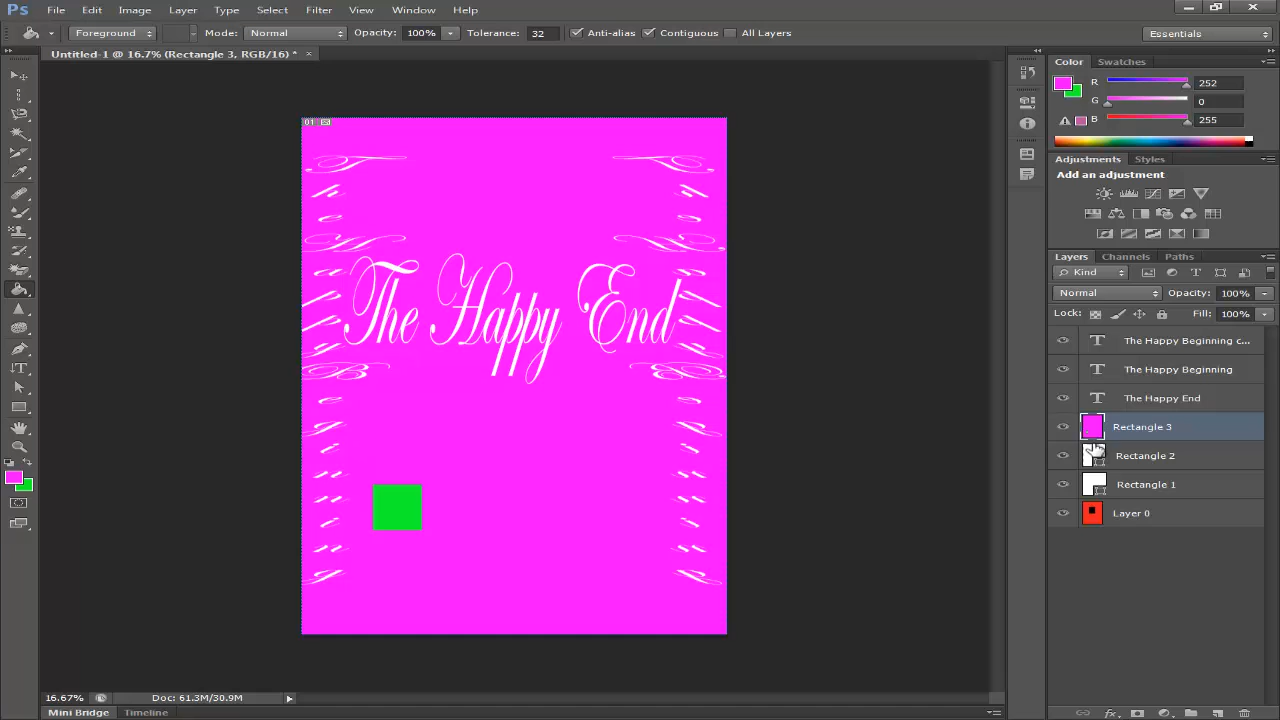 Ps File Edit Image Layer Type Select Filter View Window Help
Foreground Mode: Normal Opacity: 100% Tolerance: 32 Anti-alias Contiguous All Layers Essentials
Untitled-1 @ 16.7% (Rectangle 3, RGB/16) * ×
Color Swatches
R 252
G 0
B 255
Adjustments Styles
Add an adjustment
Layers Channels Paths
Kind
Normal Opacity: 100%
Lock: Fill: 100%
The Happy Beginning c...
The Happy Beginning
The Happy End
Rectangle 3
Rectangle 2
Rectangle 1
Layer 0
01
The Happy End
16.67% Doc: 61.3M/30.9M
Mini Bridge Timeline